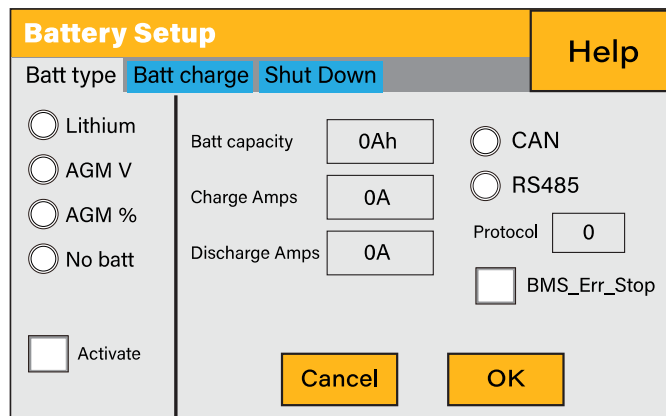 Battery Setup
Help
Batt type Batt charge Shut Down
Lithium
AGM V
AGM %
No batt
Activate
Batt capacity 0Ah
Charge Amps 0A
Discharge Amps 0A
CAN
RS485
Protocol 0
BMS_Err_Stop
Cancel OK